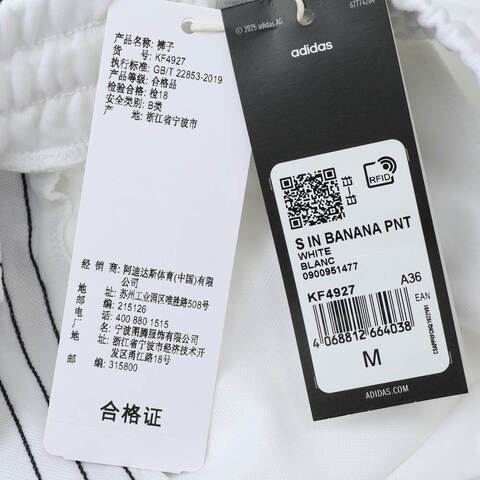 产品名称: 裤子
货 号: KF4927
执行标准: GB/T 22853-2019
产品等级: 合格品
检验合格: 检18
安全类别: B类
产 地: 浙江省宁波市
经 销 商: 阿迪达斯体育(中国)有限
公司
地址: 苏州工业园区唯胜路508号
邮编: 215126
电话: 400 880 1515
厂名: 宁波图腾服饰有限公司
地址: 浙江省宁波市经济技术开
发区甬江路18号
邮编: 315800
合格证
© 2025 adidas AG
adidas
RFID
S IN BANANA PNT
WHITE
BLANC
0900951477
KF4927
A36
EAN
4 068812 664038
M
ADIDAS.COM